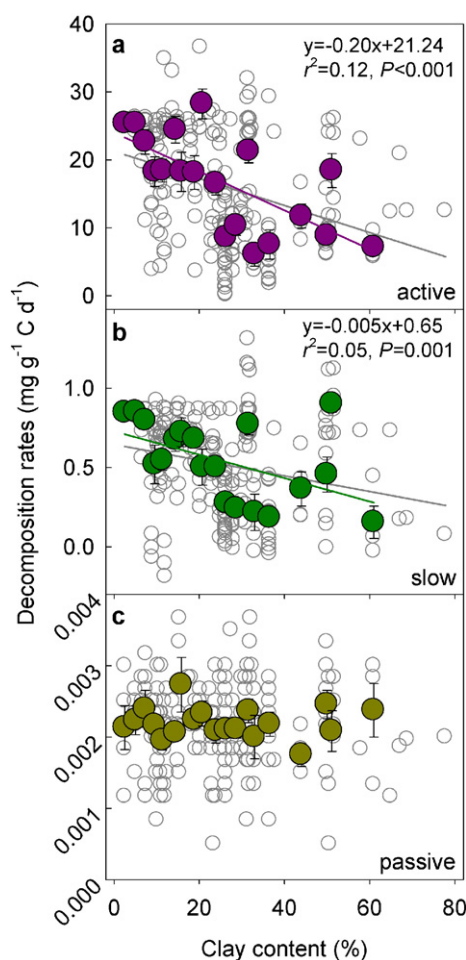 Decomposition rates (mg g⁻¹ C d⁻¹)
a
y=-0.20x+21.24
r²=0.12, P<0.001
40
30
20
10
0
active
b
y=-0.005x+0.65
r²=0.05, P=0.001
1.0
0.5
0.0
slow
c
0.004
0.003
0.002
0.001
0.000
passive
0 20 40 60 80
Clay content (%)